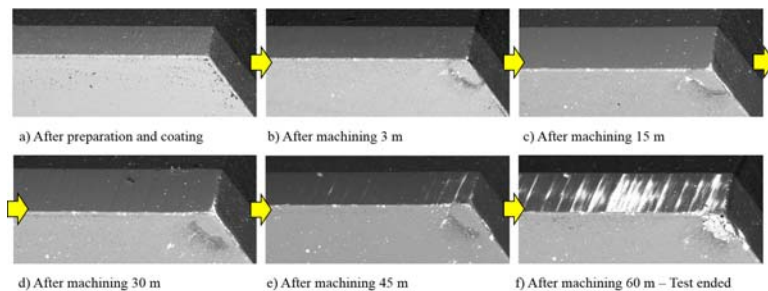 a) After preparation and coating
b) After machining 3 m
c) After machining 15 m
d) After machining 30 m
e) After machining 45 m
f) After machining 60 m – Test ended